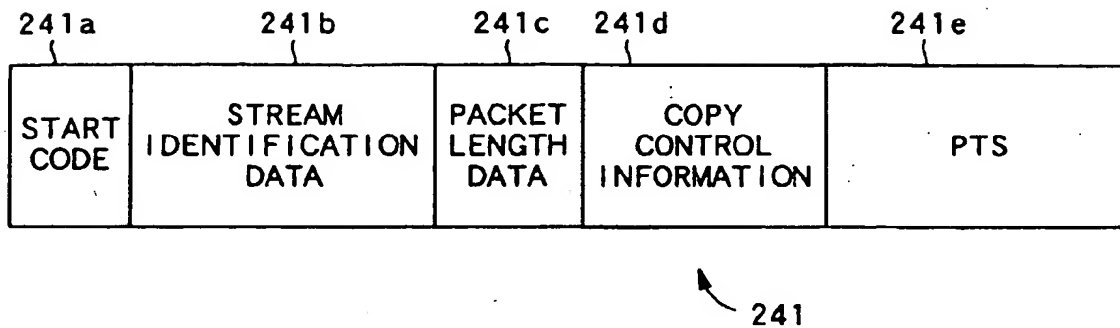 241a 241b 241c 241d 241e
START CODE
STREAM IDENTIFICATION DATA
PACKET LENGTH DATA
COPY CONTROL INFORMATION
PTS
241